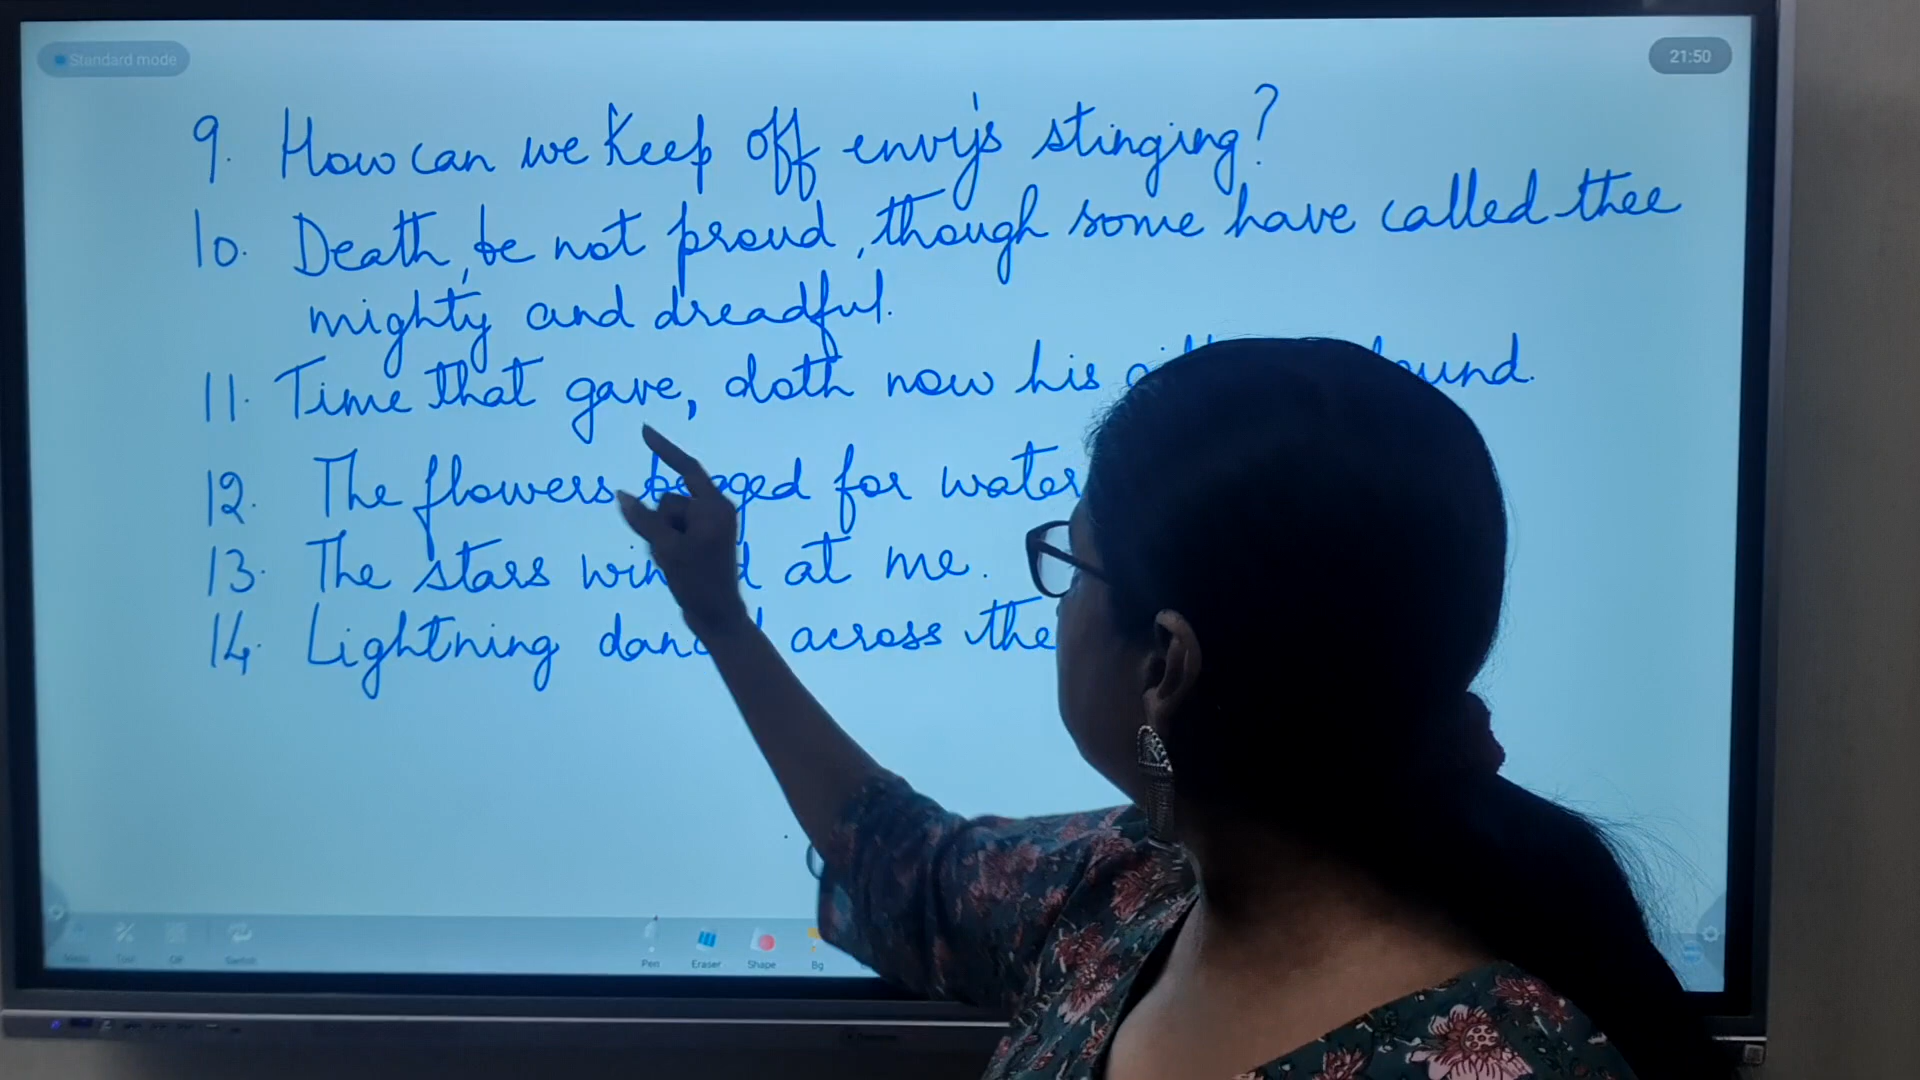 Standard mode
21:50
9. How can we keep off envy's stinging?
10. Death, be not proud, though some have called thee
mighty and dreadful.
11. Time that gave, doth now his
12. The flowers begged for water
13. The stars at me.
14. Lightning across the
Pen Eraser Shape Bg